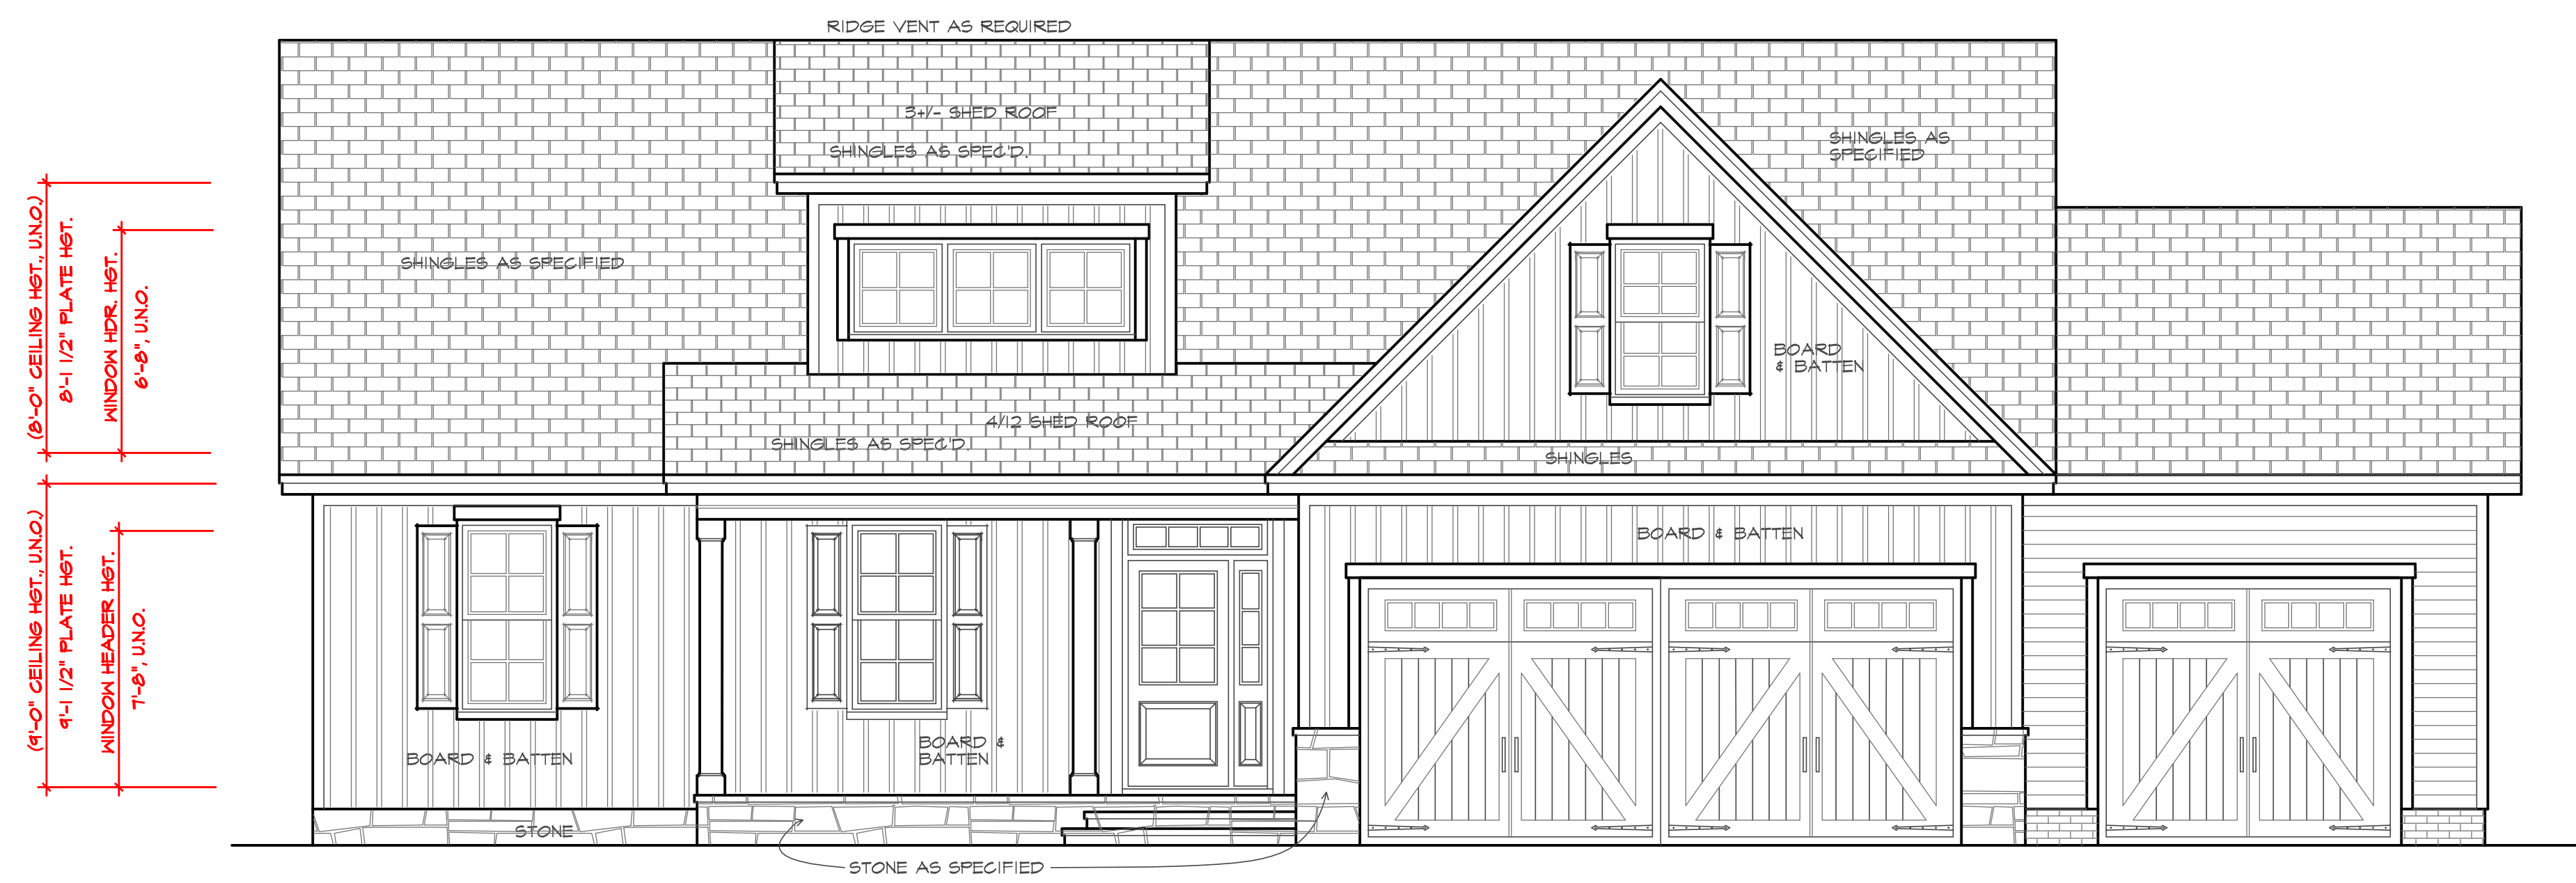 RIDGE VENT AS REQUIRED
3+/- SHED ROOF
SHINGLES AS SPEC'D.
SHINGLES AS
SPECIFIED
SHINGLES AS SPECIFIED
BOARD
& BATTEN
4/12 SHED ROOF
SHINGLES AS SPEC'D.
SHINGLES
BOARD & BATTEN
BOARD & BATTEN
BOARD &
BATTEN
STONE
STONE AS SPECIFIED
(8'-0" CEILING HGT., U.N.O.)
8'-1 1/2" PLATE HGT.
WINDOW HDR. HGT.
6'-8", U.N.O.
(9'-0" CEILING HGT., U.N.O.)
9'-1 1/2" PLATE HGT.
WINDOW HEADER HGT.
7'-8", U.N.O.